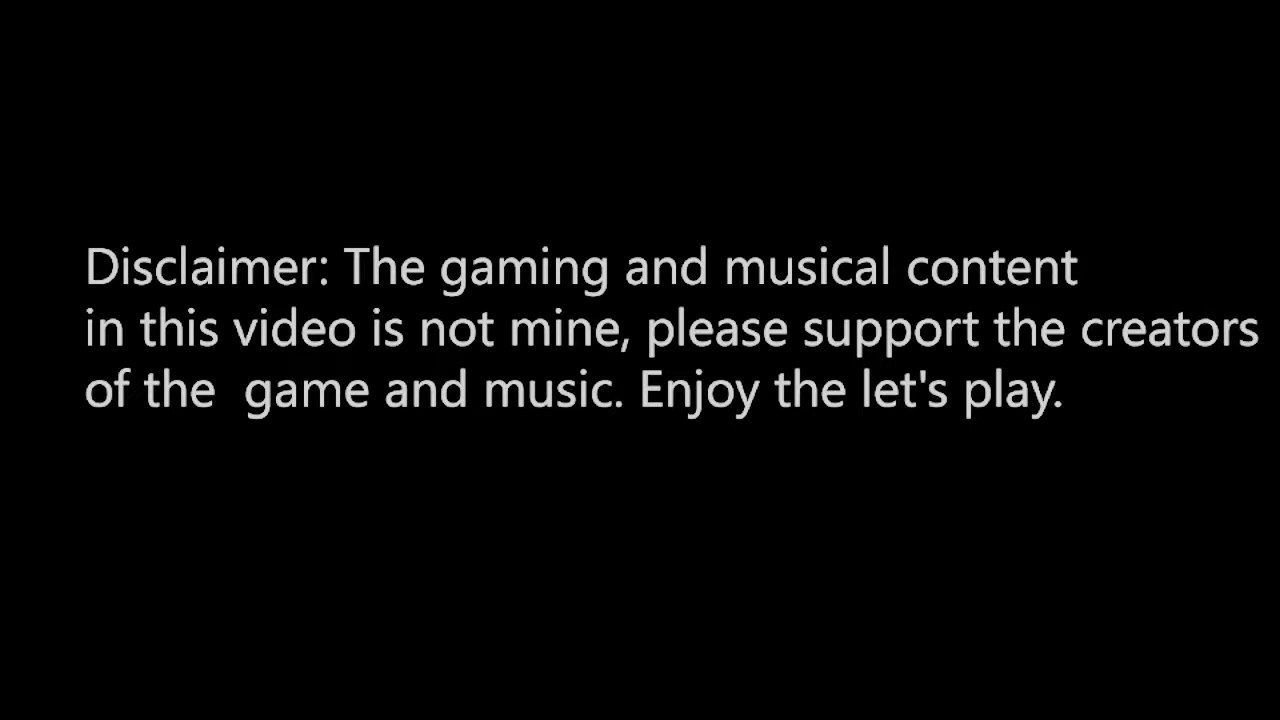 Disclaimer: The gaming and musical content
in this video is not mine, please support the creators
of the  game and music. Enjoy the let's play.